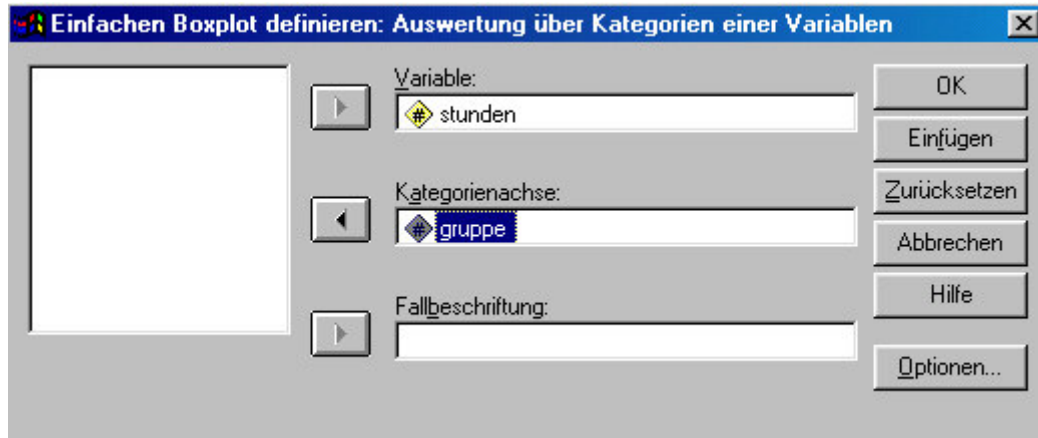 Einfachen Boxplot definieren: Auswertung über Kategorien einer Variablen
Variable:
# stunden
Kategorienachse:
# gruppe
Fallbeschriftung:
OK
Einfügen
Zurücksetzen
Abbrechen
Hilfe
Optionen...